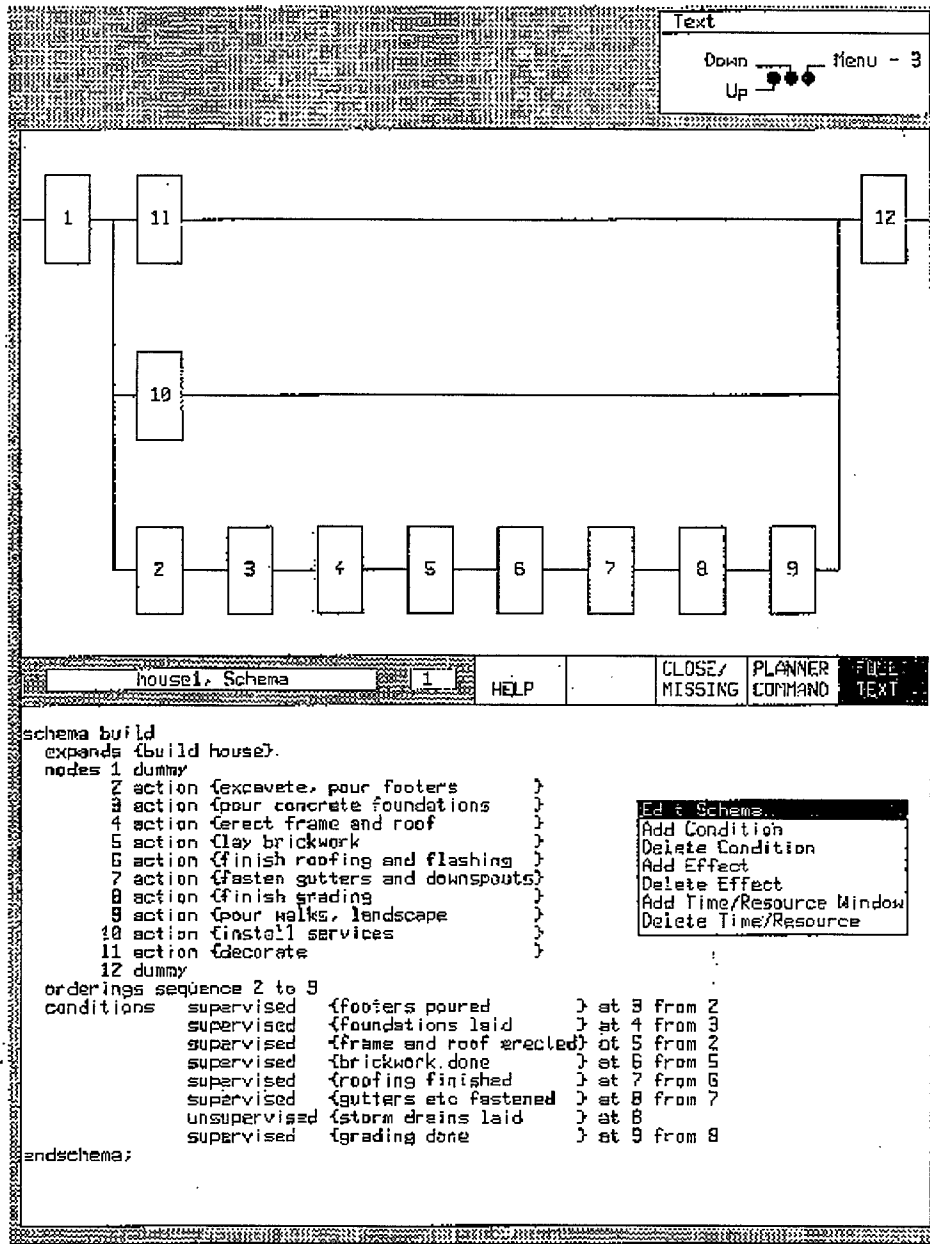 Text
Down Menu - 3
Up
1 11 12
10
2 3 4 5 6 7 8 9
house1, Schema 1 HELP CLOSE/ MISSING PLANNER COMMAND FULL TEXT
schema build
expands {build house}.
nodes 1 dummy
2 action {excavate, pour footers }
3 action {pour concrete foundations }
4 action {erect frame and roof }
5 action {lay brickwork }
6 action {finish roofing and flashing }
7 action {fasten gutters and downspouts}
8 action {finish grading }
9 action {pour walks, landscape }
10 action {install services }
11 action {decorate }
12 dummy
orderings sequence 2 to 9
conditions supervised {footers poured } at 3 from 2
supervised {foundations laid } at 4 from 3
supervised {frame and roof erected} at 5 from 2
supervised {brickwork.done } at 6 from 5
supervised {roofing finished } at 7 from 6
supervised {gutters etc fastened } at 8 from 7
unsupervised {storm drains laid } at 8
supervised {grading done } at 9 from 8
endschema;
Edit Schema
Add Condition
Delete Condition
Add Effect
Delete Effect
Add Time/Resource Window
Delete Time/Resource